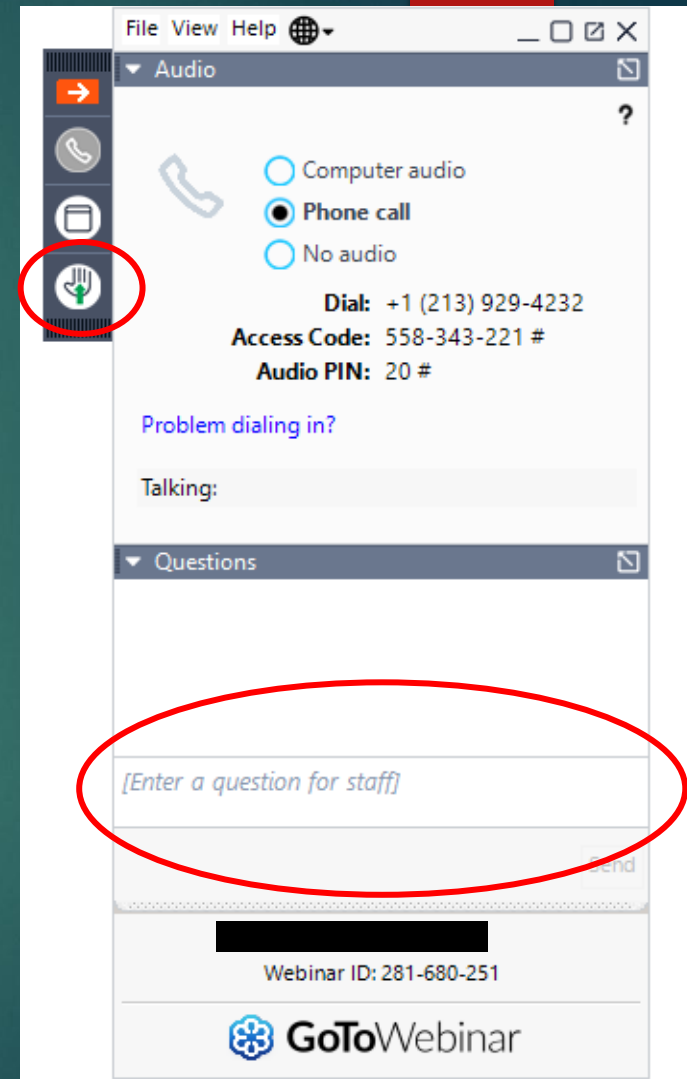 File View Help
Audio
?
Computer audio
Phone call
No audio
Dial: +1 (213) 929-4232
Access Code: 558-343-221 #
Audio PIN: 20 #
Problem dialing in?
Talking:
Questions
[Enter a question for staff]
Send
Webinar ID: 281-680-251
GoToWebinar